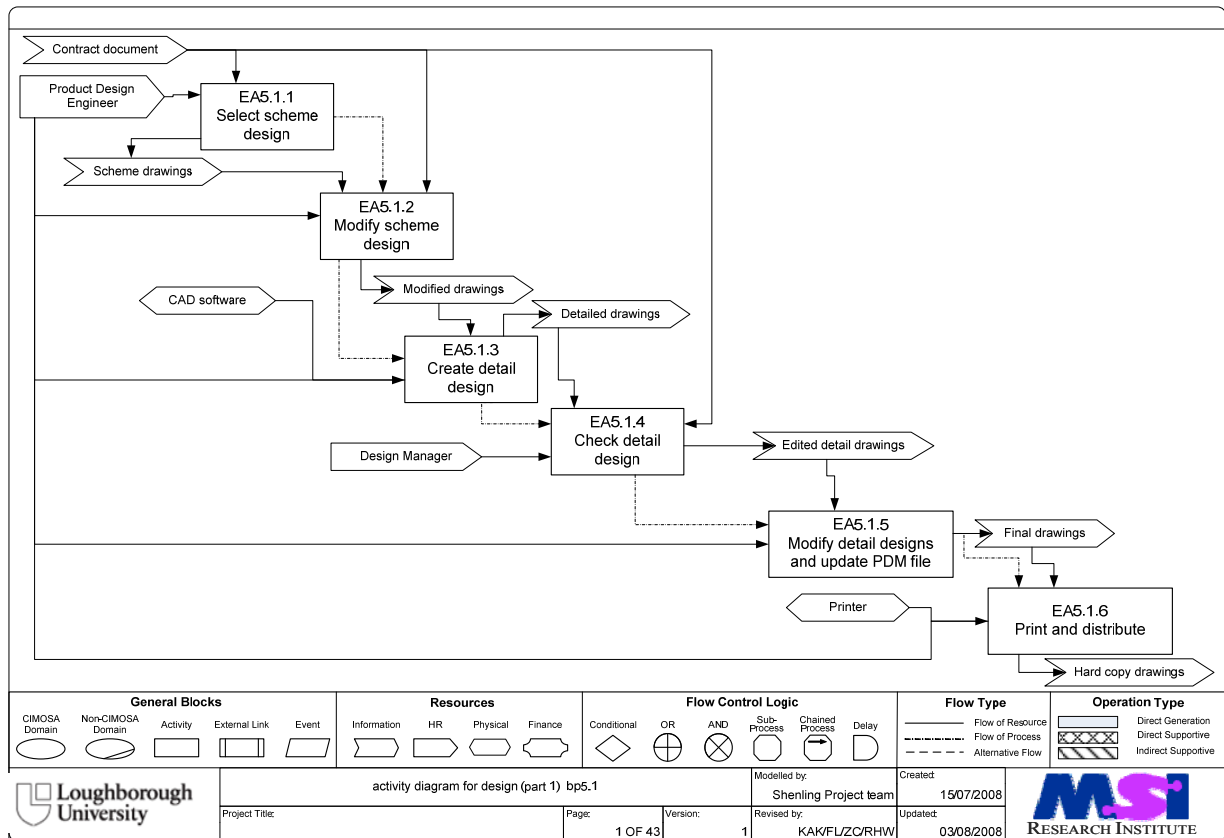 Contract document
Product Design
Engineer
EA5.1.1
Select scheme
design
Scheme drawings
EA5.1.2
Modify scheme
design
CAD software
Modified drawings
Detailed drawings
EA5.1.3
Create detail
design
EA5.1.4
Check detail
design
Design Manager
Edited detail drawings
EA5.1.5
Modify detail designs
and update PDM file
Final drawings
Printer
EA5.1.6
Print and distribute
Hard copy drawings
General Blocks
CIMOSA
Domain
Non-CIMOSA
Domain
Activity
External Link
Event
Resources
Information
HR
Physical
Finance
Flow Control Logic
Conditional
OR
AND
Sub-
Process
Chained
Process
Delay
Flow Type
Flow of Resource
Flow of Process
Alternative Flow
Operation Type
Direct Generation
Direct Supportive
Indirect Supportive
Loughborough
University
activity diagram for design (part 1) bp5.1
Modelled by:
Shenling Project team
Created:
15/07/2008
Project Title:
Page:
1 OF 43
Version:
1
Revised by:
KAK/FL/ZC/RHW
Updated:
03/08/2008
MSI
RESEARCH INSTITUTE